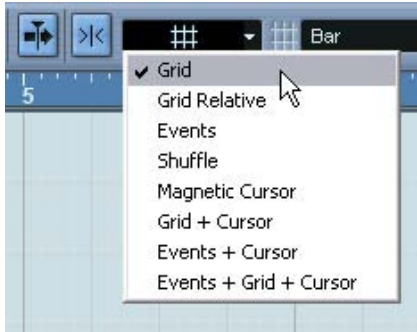 Bar
5
Grid
Grid Relative
Events
Shuffle
Magnetic Cursor
Grid + Cursor
Events + Cursor
Events + Grid + Cursor